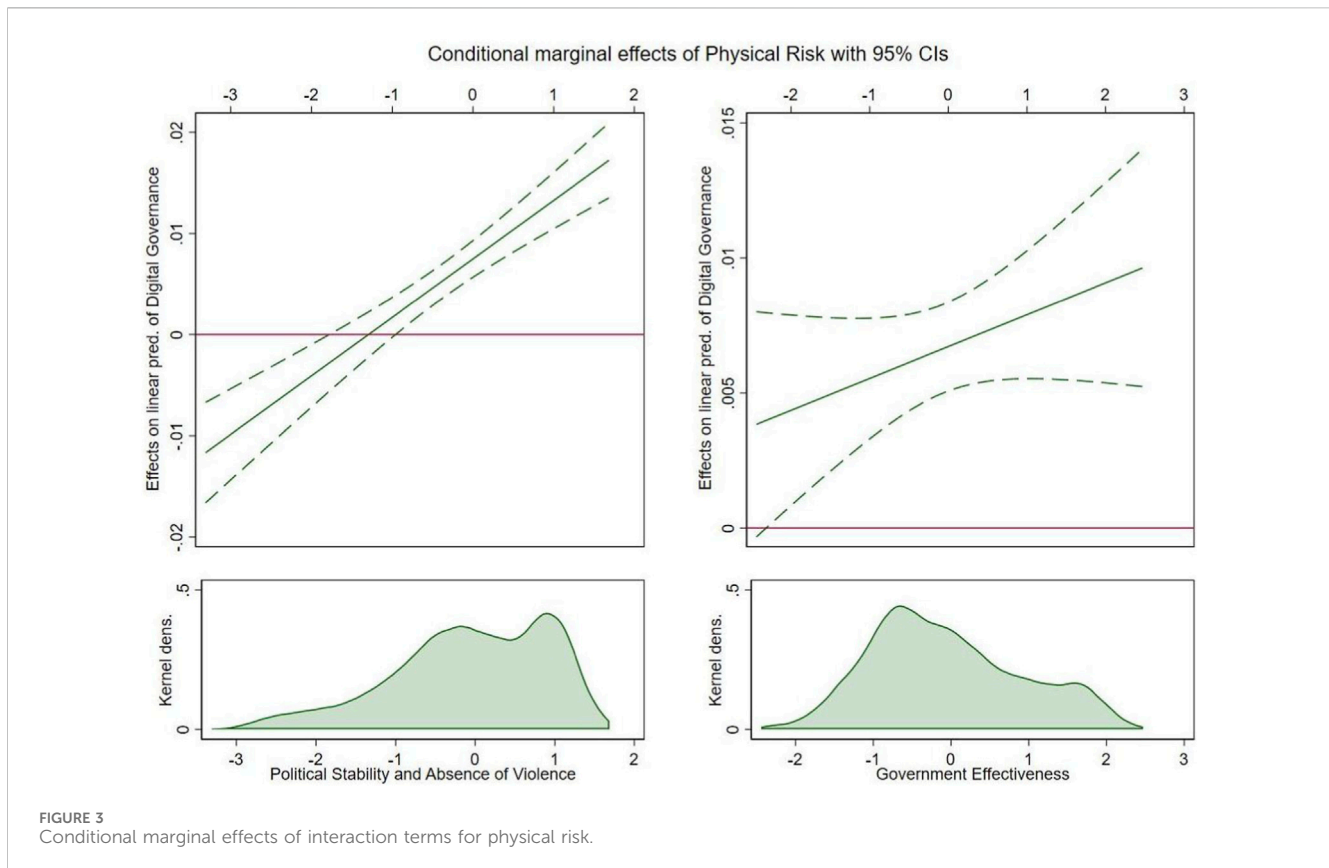 Conditional marginal effects of Physical Risk with 95% CIs
-3 -2 -1 0 1 2
-2 -1 0 1 2 3
Effects on linear pred. of Digital Governance
.02
.01
0
-.01
-.02
Effects on linear pred. of Digital Governance
.015
.01
.005
0
Kernel dens.
.5
0
-3 -2 -1 0 1 2
Political Stability and Absence of Violence
Kernel dens.
.5
0
-2 -1 0 1 2 3
Government Effectiveness
FIGURE 3
Conditional marginal effects of interaction terms for physical risk.